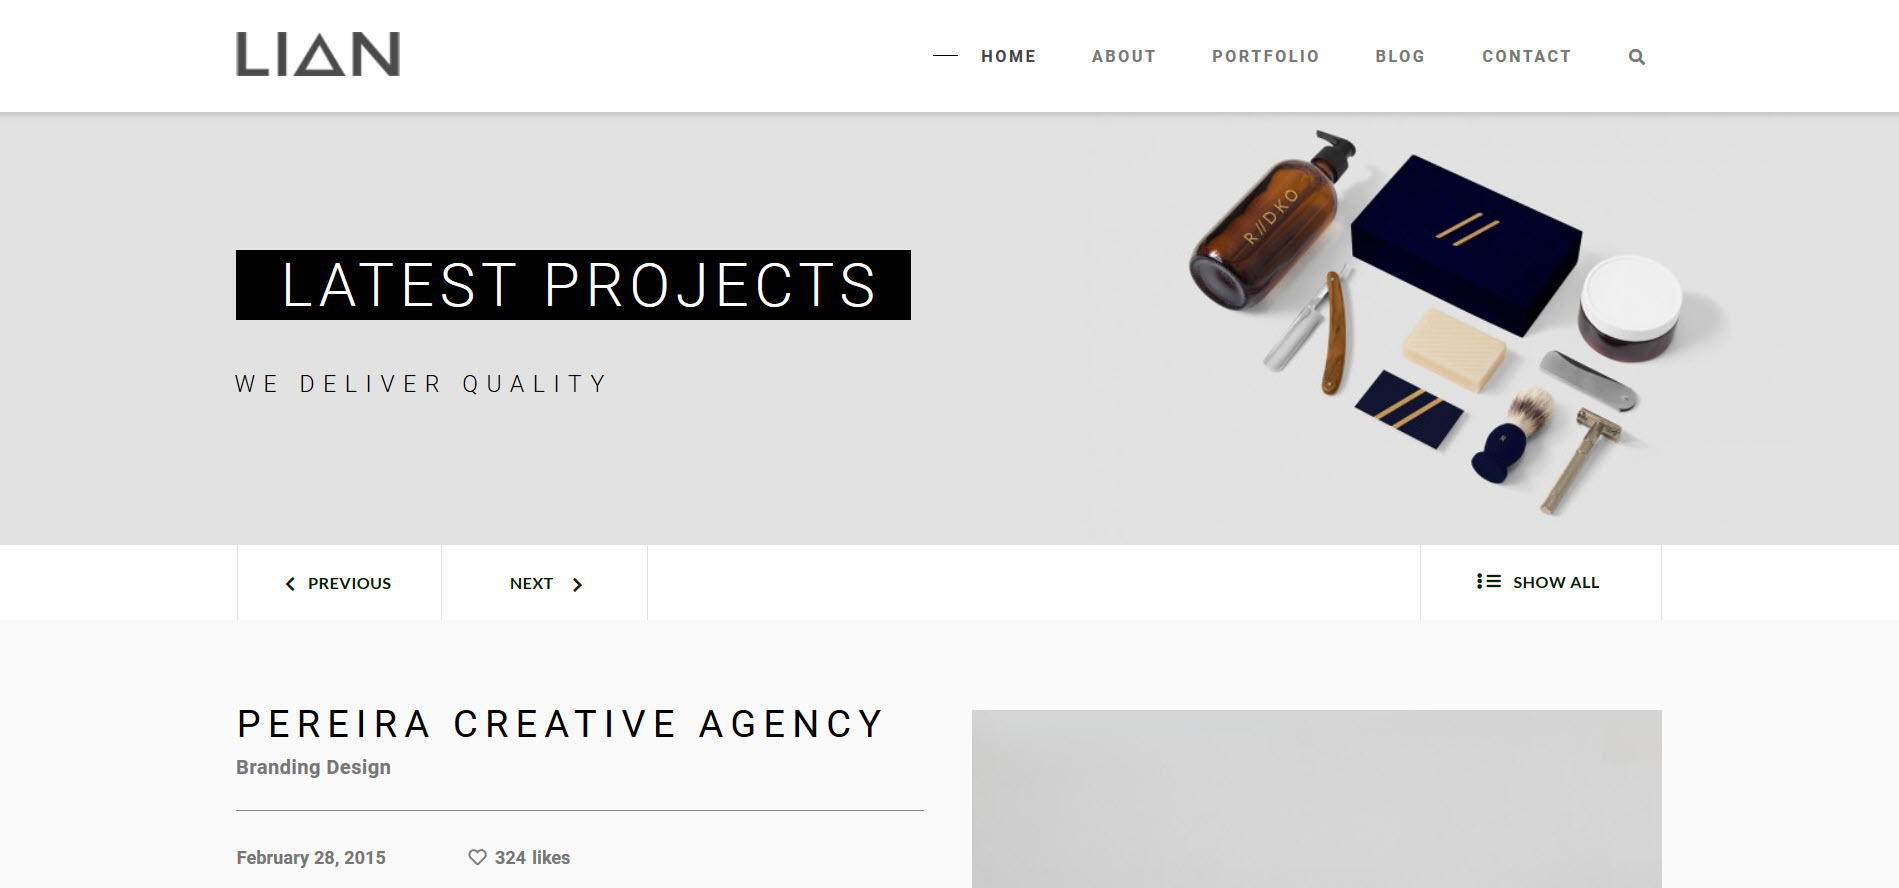 LIAN
HOME ABOUT PORTFOLIO BLOG CONTACT
R//DKO
LATEST PROJECTS
WE DELIVER QUALITY
R
PREVIOUS NEXT SHOW ALL
PEREIRA CREATIVE AGENCY
Branding Design
February 28, 2015 324 likes